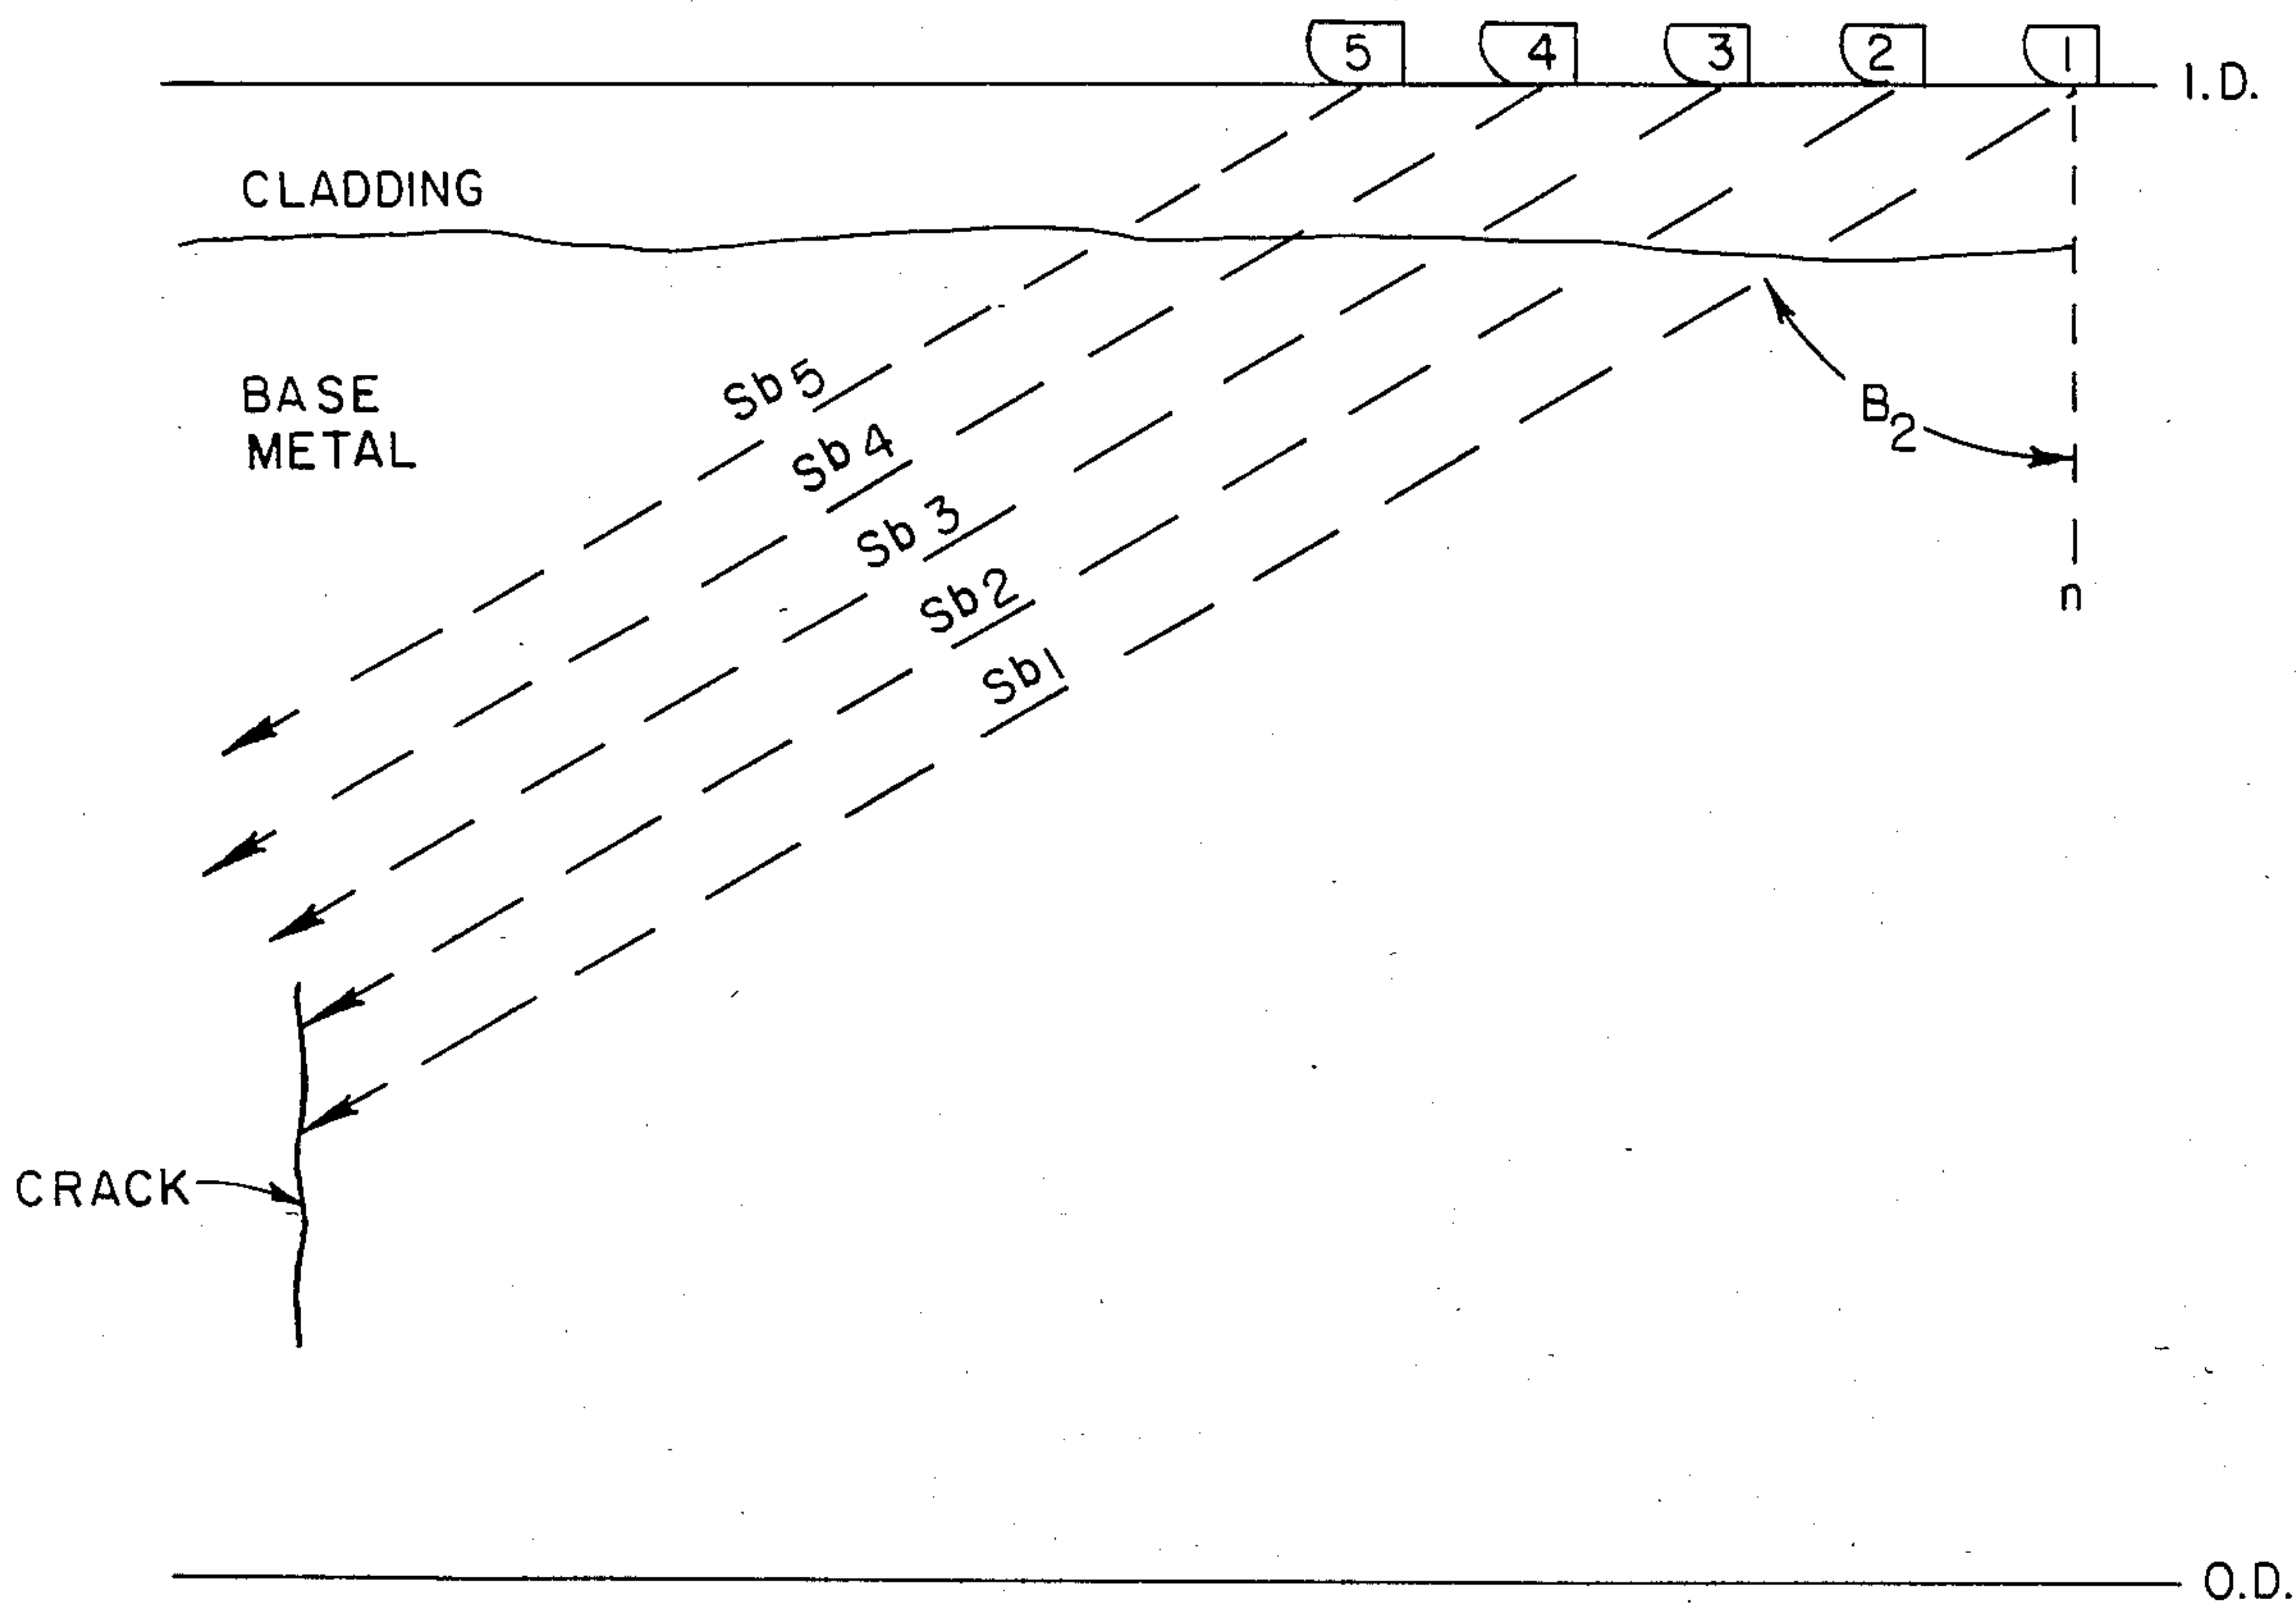 5
4
3
2
1
I.D.
CLADDING
BASE
METAL
B2
Sb5
Sb4
Sb3
Sb2
Sb1
n
CRACK
O.D.